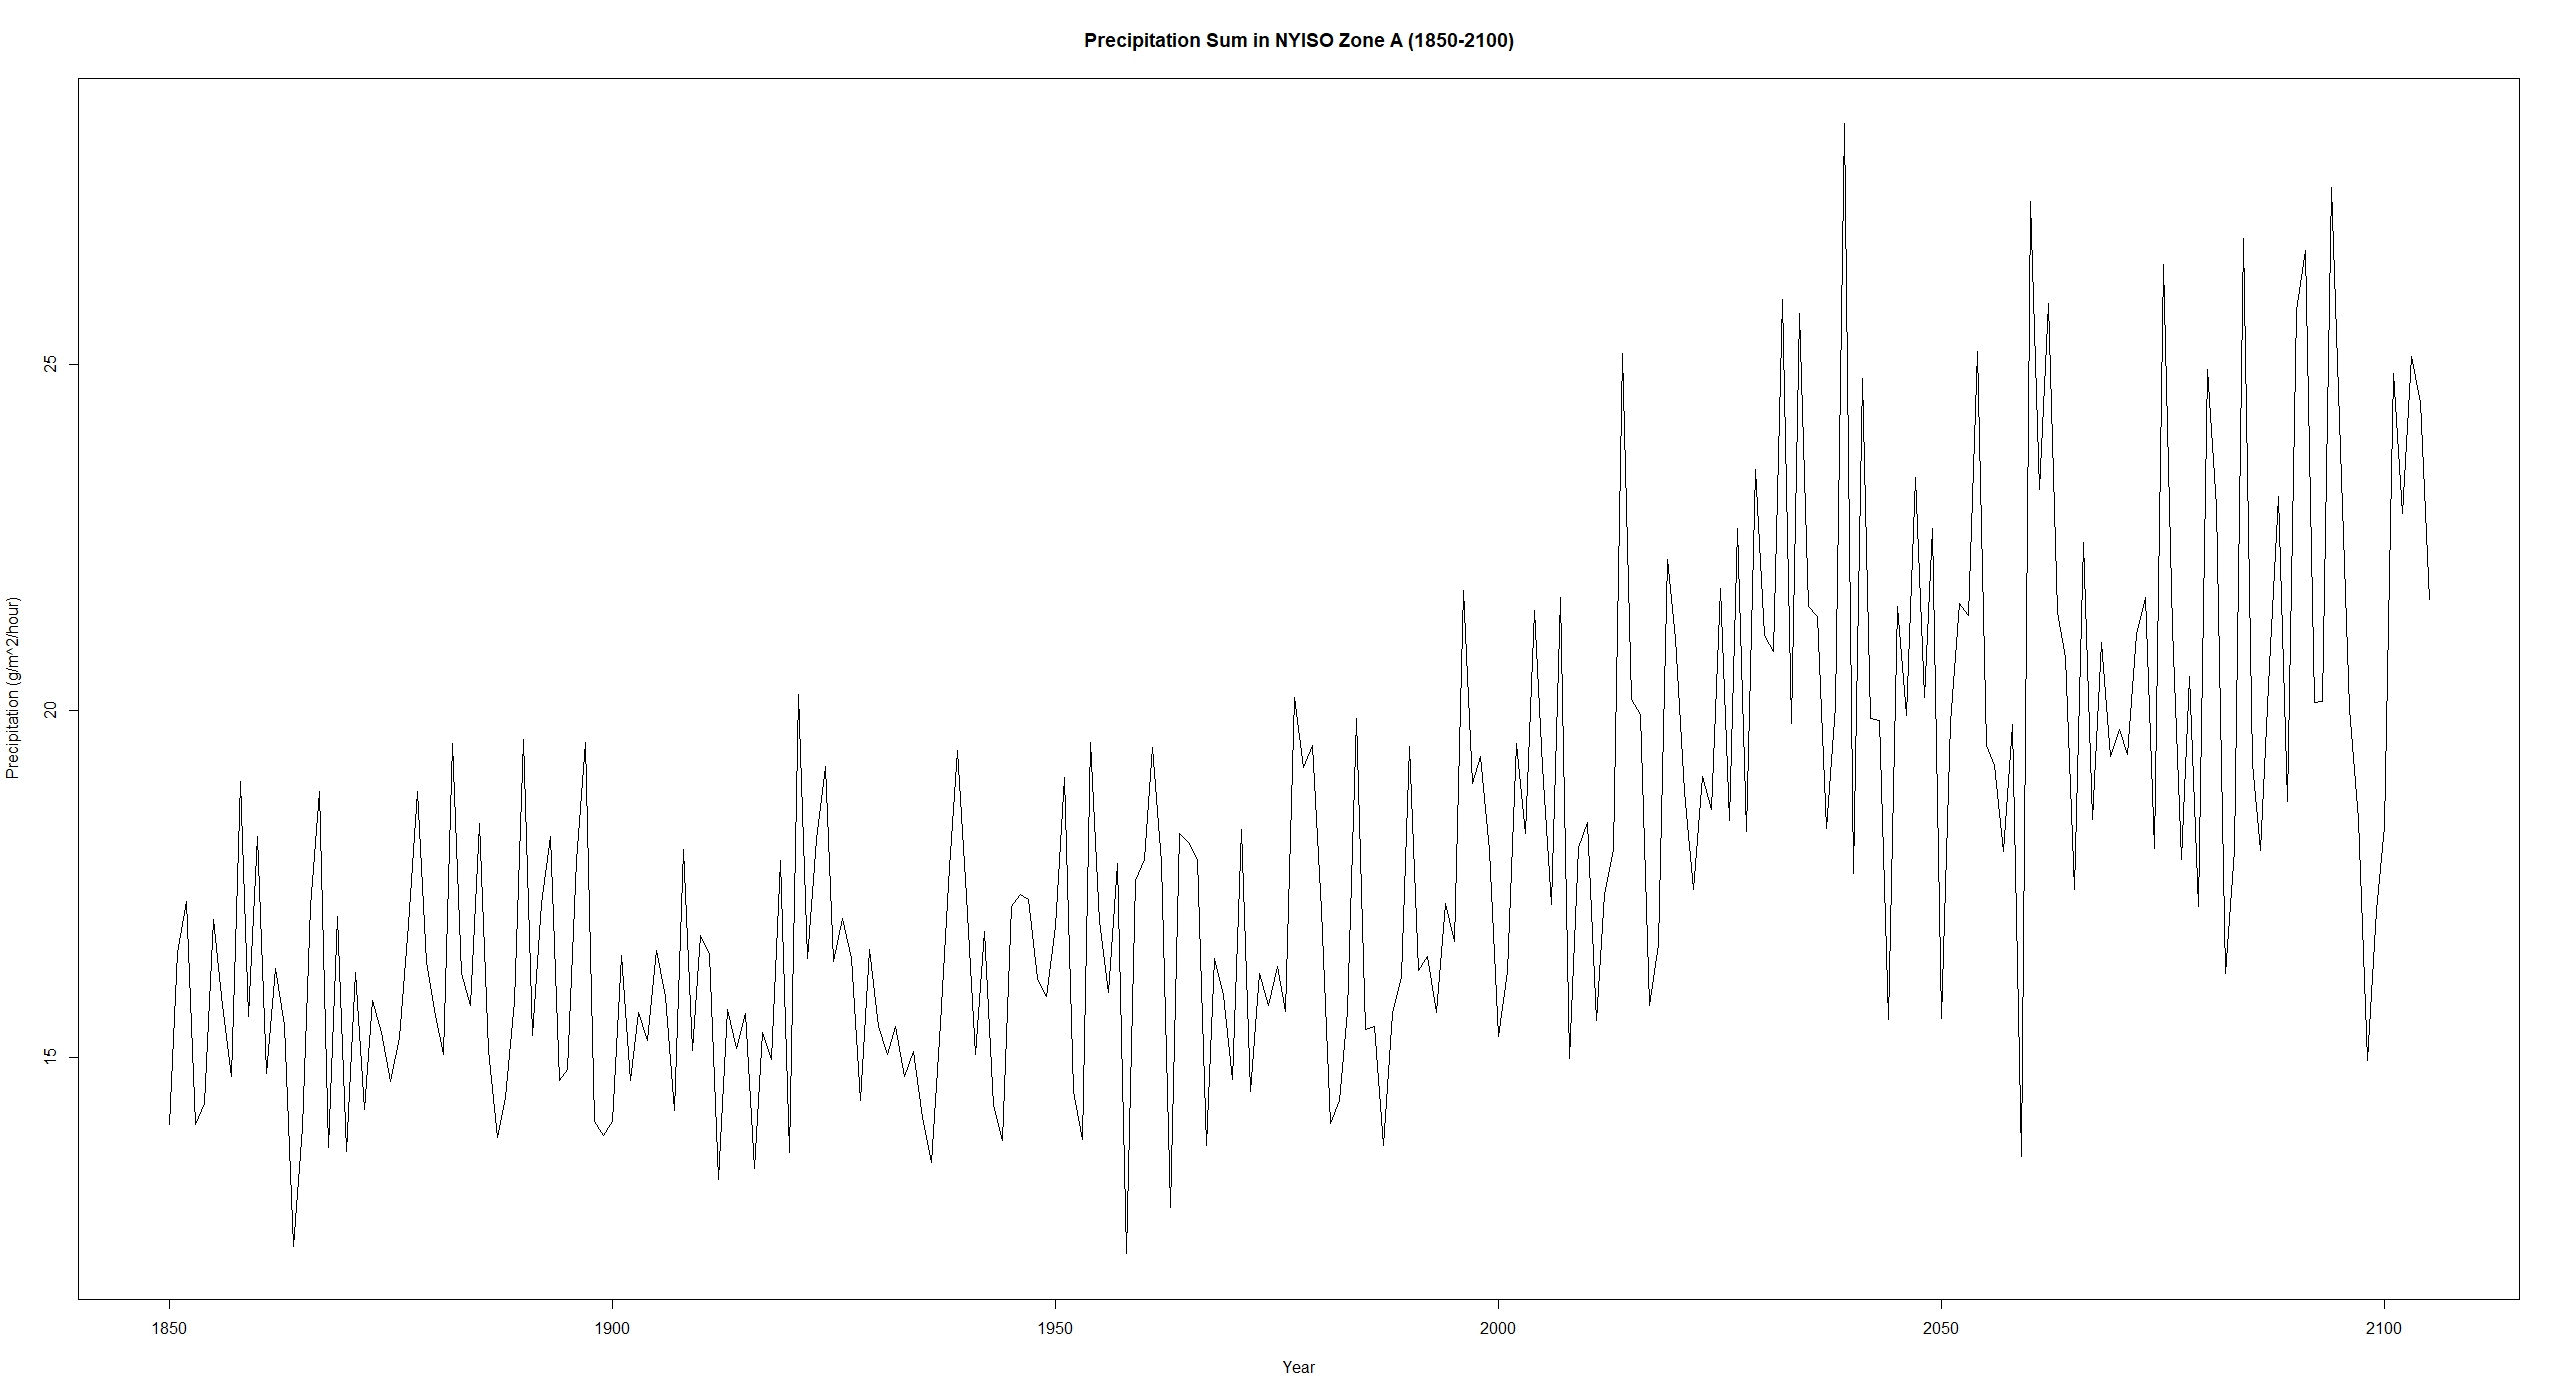 Precipitation Sum in NYISO Zone A (1850-2100)
Precipitation (g/m^2/hour)
25
20
15
1850 1900 1950 2000 2050 2100
Year